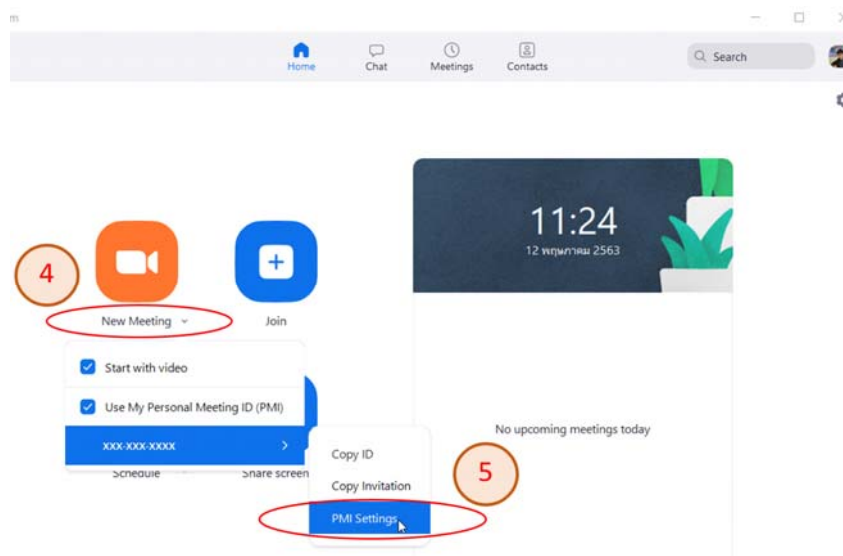 m
Home
Chat
Meetings
Contacts
Search
11:24
12 พฤษภาคม 2563
4
New Meeting
Join
Start with video
Use My Personal Meeting ID (PMI)
xxx-xxx-xxxx
Schedule
Share screen
No upcoming meetings today
Copy ID
Copy Invitation
5
PMI Settings